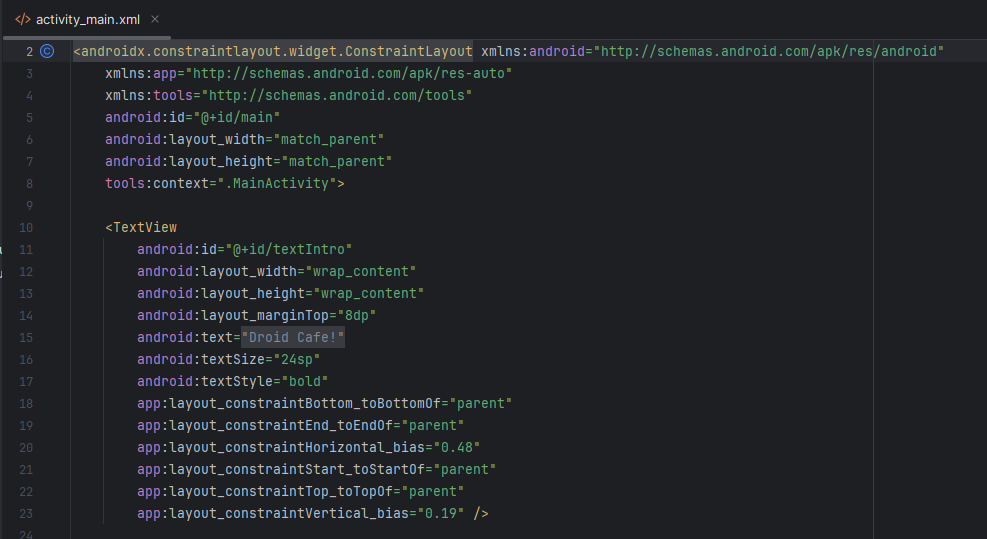 </> activity_main.xml ×
2 © <androidx.constraintlayout.widget.ConstraintLayout xmlns:android="http://schemas.android.com/apk/res/android"
3 xmlns:app="http://schemas.android.com/apk/res-auto"
4 xmlns:tools="http://schemas.android.com/tools"
5 android:id="@+id/main"
6 android:layout_width="match_parent"
7 android:layout_height="match_parent"
8 tools:context=".MainActivity">
9
10 <TextView
11 android:id="@+id/textIntro"
12 android:layout_width="wrap_content"
13 android:layout_height="wrap_content"
14 android:layout_marginTop="8dp"
15 android:text="Droid Cafe!"
16 android:textSize="24sp"
17 android:textStyle="bold"
18 app:layout_constraintBottom_toBottomOf="parent"
19 app:layout_constraintEnd_toEndOf="parent"
20 app:layout_constraintHorizontal_bias="0.48"
21 app:layout_constraintStart_toStartOf="parent"
22 app:layout_constraintTop_toTopOf="parent"
23 app:layout_constraintVertical_bias="0.19" />
24